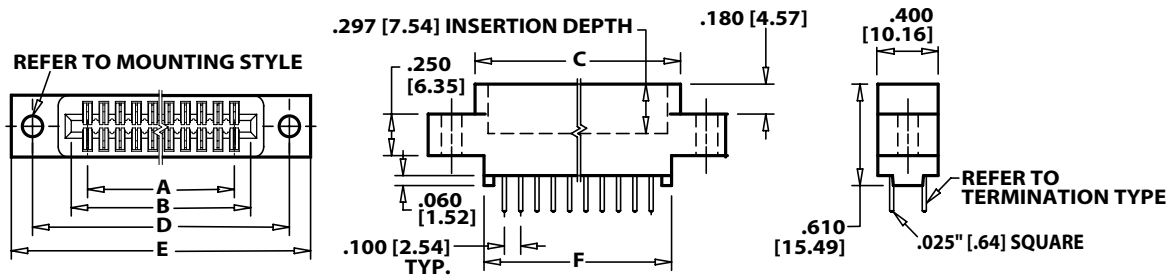 REFER TO MOUNTING STYLE
A
B
D
E
.297 [7.54] INSERTION DEPTH
.180 [4.57]
C
.250
[6.35]
.060
[1.52]
.100 [2.54]
TYP.
F
.400
[10.16]
REFER TO
TERMINATION TYPE
.610
[15.49]
.025" [.64] SQUARE